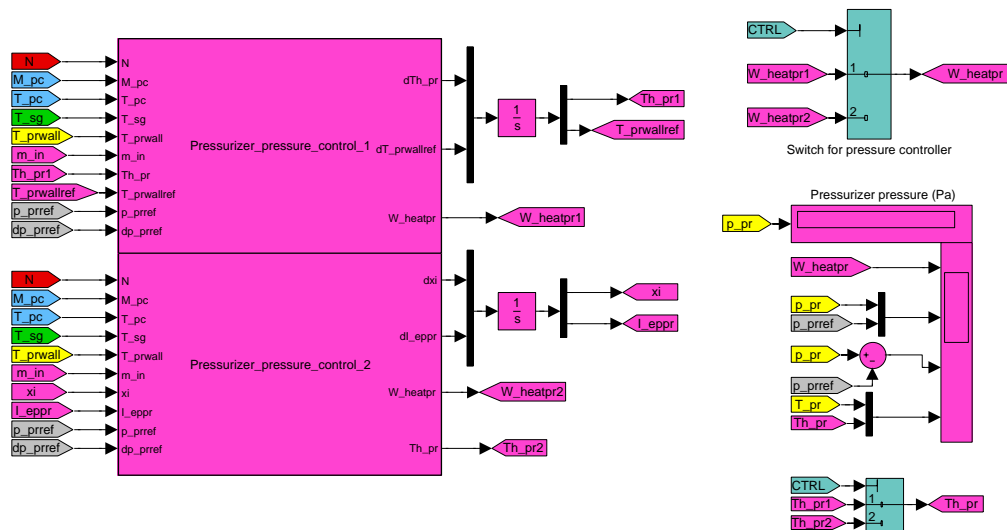 N
M_pc
T_pc
T_sg
T_prwall
m_in
Th_pr1
T_prwallref
p_prref
dp_prref
N
M_pc
T_pc
T_sg
T_prwall
m_in
Th_pr
T_prwallref
p_prref
dp_prref
Pressurizer_pressure_control_1
dTh_pr
dT_prwallref
W_heatpr
1
s
Th_pr1
T_prwallref
W_heatpr1
N
M_pc
T_pc
T_sg
T_prwall
m_in
xi
I_eppr
p_prref
dp_prref
N
M_pc
T_pc
T_sg
T_prwall
m_in
xi
I_eppr
p_prref
dp_prref
Pressurizer_pressure_control_2
dxi
dI_eppr
W_heatpr
Th_pr
1
s
xi
I_eppr
W_heatpr2
Th_pr2
CTRL
W_heatpr1
W_heatpr2
1
2
W_heatpr
Switch for pressure controller
Pressurizer pressure (Pa)
p_pr
W_heatpr
p_pr
p_prref
p_pr
+
−
p_prref
T_pr
Th_pr
CTRL
Th_pr1
Th_pr2
1
2
Th_pr